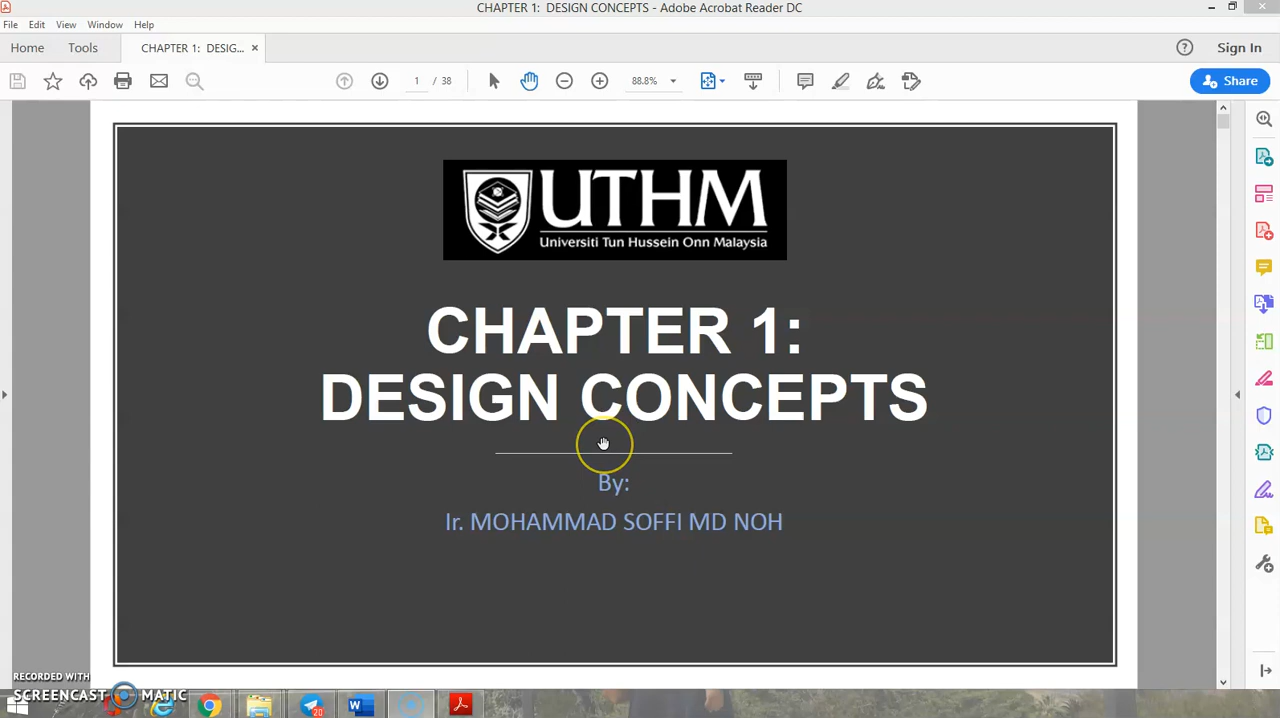 CHAPTER 1: DESIGN CONCEPTS - Adobe Acrobat Reader DC
File Edit View Window Help
Home Tools CHAPTER 1: DESIG... × Sign In
1 / 38 88.8% Share
UTHM
Universiti Tun Hussein Onn Malaysia
CHAPTER 1:
DESIGN CONCEPTS
By:
Ir. MOHAMMAD SOFFI MD NOH
RECORDED WITH
SCREENCAST MATIC
20